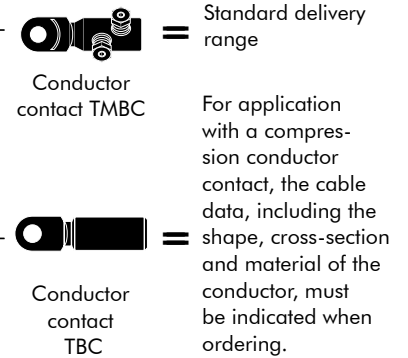 Conductor
contact TMBC
=
Standard delivery
range
Conductor
contact
TBC
=
For application
with a compres-
sion conductor
contact, the cable
data, including the
shape, cross-section
and material of the
conductor, must
be indicated when
ordering.